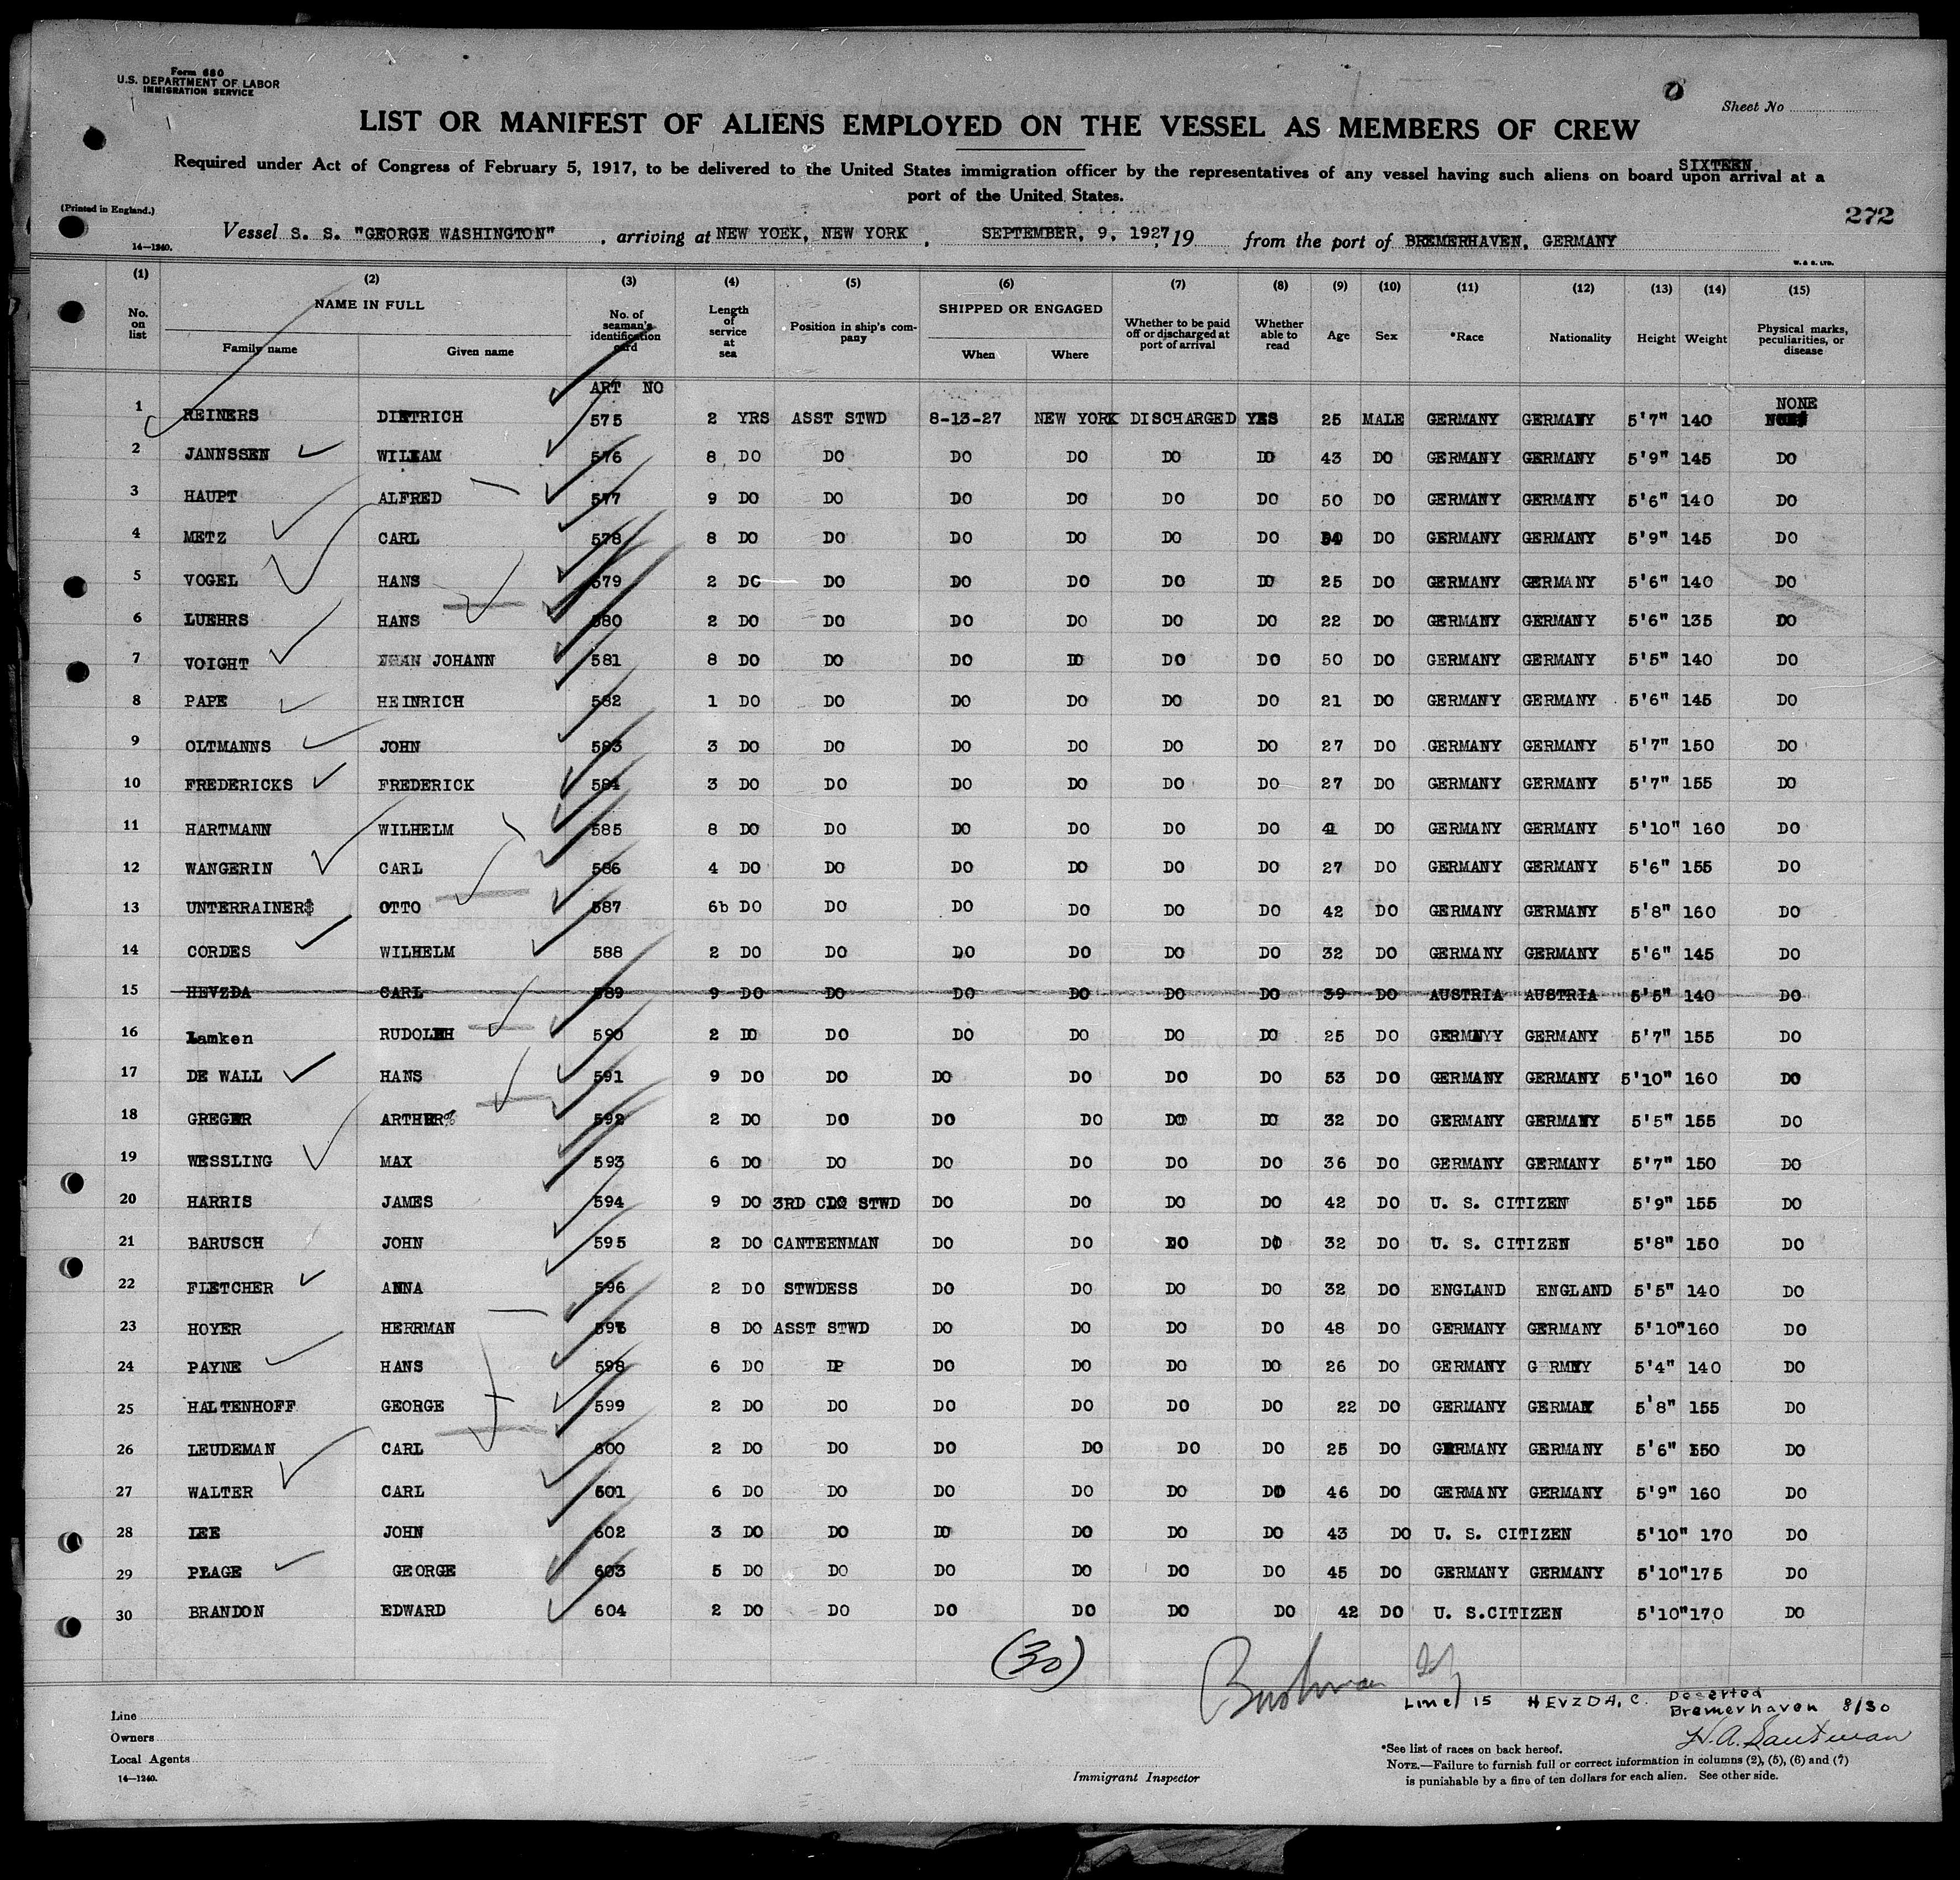 Form 680
U.S. DEPARTMENT OF LABOR
IMMIGRATION SERVICE
Sheet No
LIST OR MANIFEST OF ALIENS EMPLOYED ON THE VESSEL AS MEMBERS OF CREW
SIXTEEN
Required under Act of Congress of February 5, 1917, to be delivered to the United States immigration officer by the representatives of any vessel having such aliens on board upon arrival at a
port of the United States.
(Printed in England.)
272
14—1240.
Vessel S. S. "GEORGE WASHINGTON", arriving at NEW YOEK, NEW YORK, SEPTEMBER, 9, 1927, 19 from the port of BREMERHAVEN, GERMANY
W. & S. LTD.
(1) (2) (3) (4) (5) (6) (7) (8) (9) (10) (11) (12) (13) (14) (15)
No. on list NAME IN FULL Family name Given name No. of seaman's identification card Length of service at sea Position in ship's company SHIPPED OR ENGAGED When Where Whether to be paid off or discharged at port of arrival Whether able to read Age Sex *Race Nationality Height Weight Physical marks, peculiarities, or disease
ART NO NONE
1 REINERS DIETRICH 575 2 YRS ASST STWD 8-13-27 NEW YORK DISCHARGED YES 25 MALE GERMANY GERMANY 5'7" 140
2 JANNSSEN WILIAM 576 8 DO DO DO DO DO DO 43 DO GERMANY GERMANY 5'9" 145 DO
3 HAUPT ALFRED 577 9 DO DO DO DO DO DO 50 DO GERMANY GERMANY 5'6" 140 DO
4 METZ CARL 578 8 DO DO DO DO DO DO DO GERMANY GERMANY 5'9" 145 DO
5 VOGEL HANS 579 2 DO DO DO DO DO DO 25 DO GERMANY GERMANY 5'6" 140 DO
6 LUEHRS HANS 580 2 DO DO DO DO DO DO 22 DO GERMANY GERMANY 5'6" 135 DO
7 VOIGHT JOHANN 581 8 DO DO DO DO DO DO 50 DO GERMANY GERMANY 5'5" 140 DO
8 PAPE HEINRICH 582 1 DO DO DO DO DO DO 21 DO GERMANY GERMANY 5'6" 145 DO
9 OLTMANNS JOHN 583 3 DO DO DO DO DO DO 27 DO GERMANY GERMANY 5'7" 150 DO
10 FREDERICKS FREDERICK 584 3 DO DO DO DO DO DO 27 DO GERMANY GERMANY 5'7" 155 DO
11 HARTMANN WILHELM 585 8 DO DO DO DO DO DO 41 DO GERMANY GERMANY 5'10" 160 DO
12 WANGERIN CARL 586 4 DO DO DO DO DO DO 27 DO GERMANY GERMANY 5'6" 155 DO
13 UNTERRAINER$ OTTO 587 6b DO DO DO DO DO DO 42 DO GERMANY GERMANY 5'8" 160 DO
14 CORDES WILHELM 588 2 DO DO DO DO DO DO 32 DO GERMANY GERMANY 5'6" 145 DO
15 HEVZDA CARL 589 9 DO DO DO DO DO DO 39 DO AUSTRIA AUSTRIA 5'5" 140 DO
16 Lamken RUDOLPH 590 2 DO DO DO DO DO DO 25 DO GERMANY GERMANY 5'7" 155 DO
17 DE WALL HANS 591 9 DO DO DO DO DO DO 53 DO GERMANY GERMANY 5'10" 160 DO
18 GREGER ARTHUR% 592 2 DO DO DO DO DO DO 32 DO GERMANY GERMANY 5'5" 155 DO
19 WESSLING MAX 593 6 DO DO DO DO DO DO 36 DO GERMANY GERMANY 5'7" 150 DO
20 HARRIS JAMES 594 9 DO 3RD CLS STWD DO DO DO DO 42 DO U. S. CITIZEN 5'9" 155 DO
21 BARUSCH JOHN 595 2 DO CANTEENMAN DO DO DO DO 32 DO U. S. CITIZEN 5'8" 150 DO
22 FLETCHER ANNA 596 2 DO STWDESS DO DO DO DO 32 DO ENGLAND ENGLAND 5'5" 140 DO
23 HOYER HERRMAN 597 8 DO ASST STWD DO DO DO DO 48 DO GERMANY GERMANY 5'10" 160 DO
24 PAYNE HANS 598 6 DO DO DO DO DO 26 DO GERMANY G RMNY 5'4" 140 DO
25 HALTENHOFF GEORGE 599 2 DO DO DO DO DO DO 22 DO GERMANY GERMAN 5'8" 155 DO
26 LEUDEMAN CARL 600 2 DO DO DO DO DO DO 25 DO GERMANY GERMANY 5'6" 150 DO
27 WALTER CARL 601 6 DO DO DO DO DO DO 46 DO GERMANY GERMANY 5'9" 160 DO
28 LEE JOHN 602 3 DO DO DO DO DO DO 43 DO U. S. CITIZEN 5'10" 170 DO
29 PLAGE GEORGE 603 5 DO DO DO DO DO DO 45 DO GERMANY GERMANY 5'10" 175 DO
30 BRANDON EDWARD 604 2 DO DO DO DO DO DO 42 DO U. S.CITIZEN 5'10" 170 DO
(30)
Line 15 HEVZDA, C. Deserted
Bremerhaven 8/30
Line
Owners
Local Agents
14—1240.
Immigrant Inspector
*See list of races on back hereof.
NOTE.—Failure to furnish full or correct information in columns (2), (5), (6) and (7)
is punishable by a fine of ten dollars for each alien. See other side.